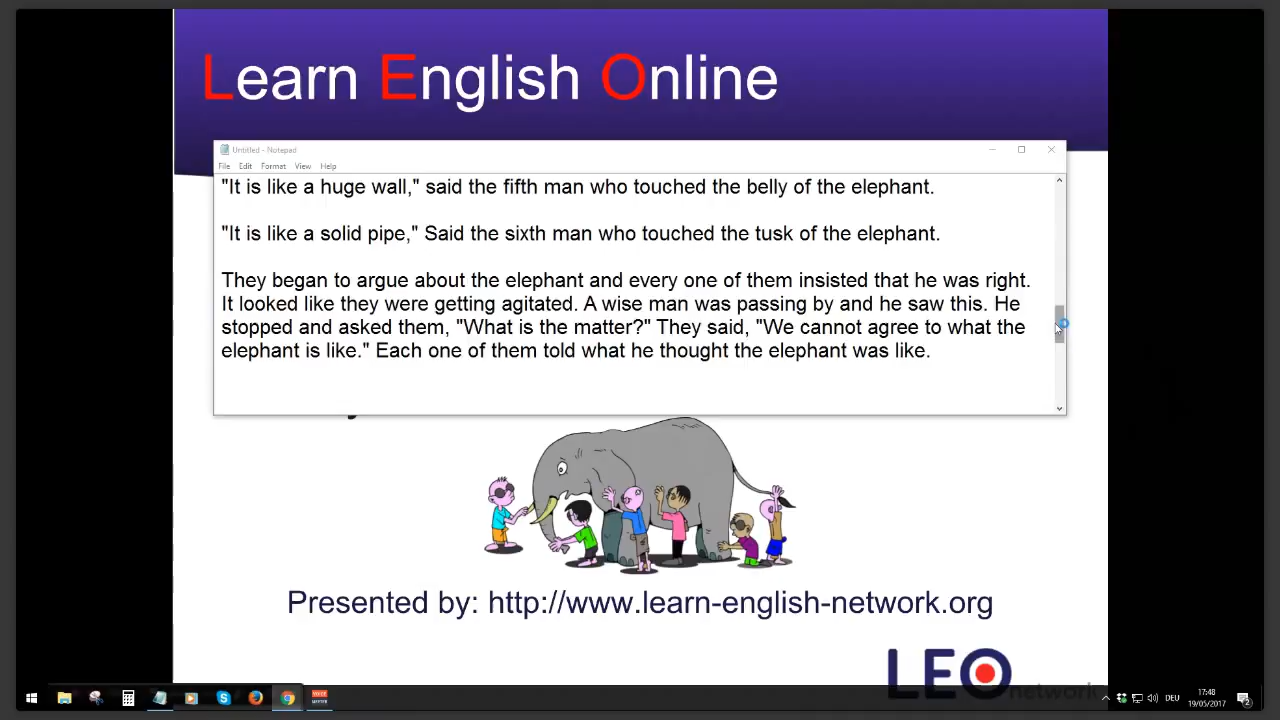 Learn English Online
Untitled - Notepad
File Edit Format View Help
"It is like a huge wall," said the fifth man who touched the belly of the elephant.
"It is like a solid pipe," Said the sixth man who touched the tusk of the elephant.
They began to argue about the elephant and every one of them insisted that he was right.
It looked like they were getting agitated. A wise man was passing by and he saw this. He
stopped and asked them, "What is the matter?" They said, "We cannot agree to what the
elephant is like." Each one of them told what he thought the elephant was like.
Presented by: http://www.learn-english-network.org
LEO
network
DEU
17:48
19/05/2017
2